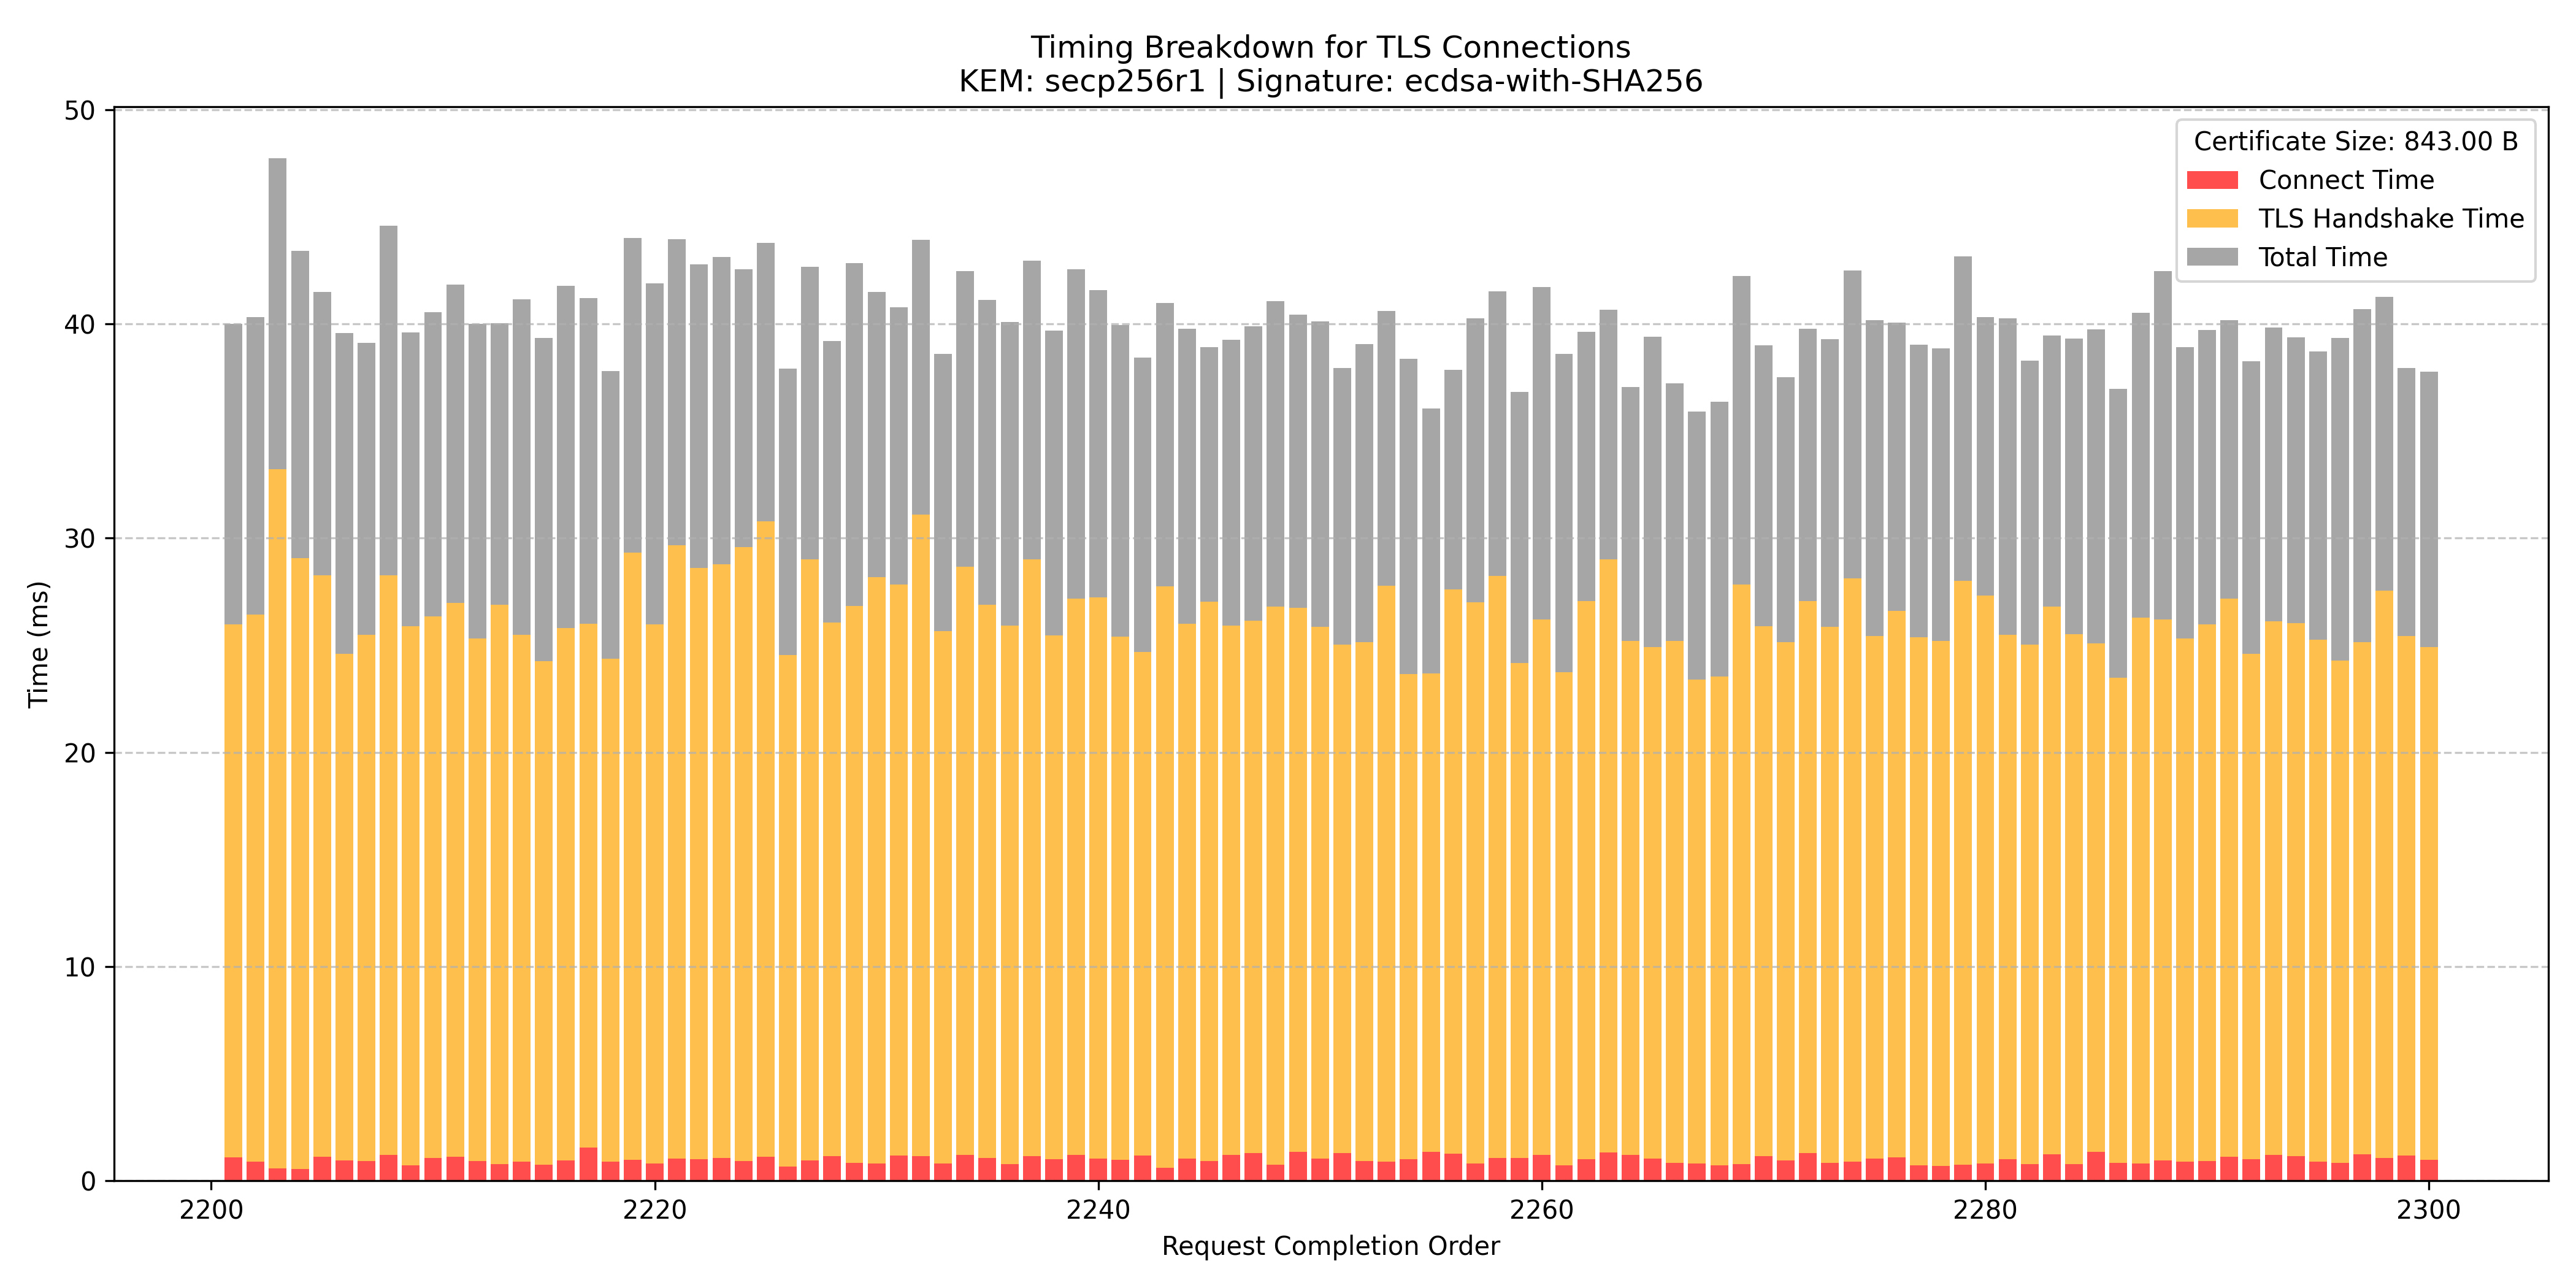 Timing Breakdown for TLS Connections
KEM: secp256r1 | Signature: ecdsa-with-SHA256
Certificate Size: 843.00 B
Connect Time
TLS Handshake Time
Total Time
Time (ms)
50
40
30
20
10
0
2200 2220 2240 2260 2280 2300
Request Completion Order